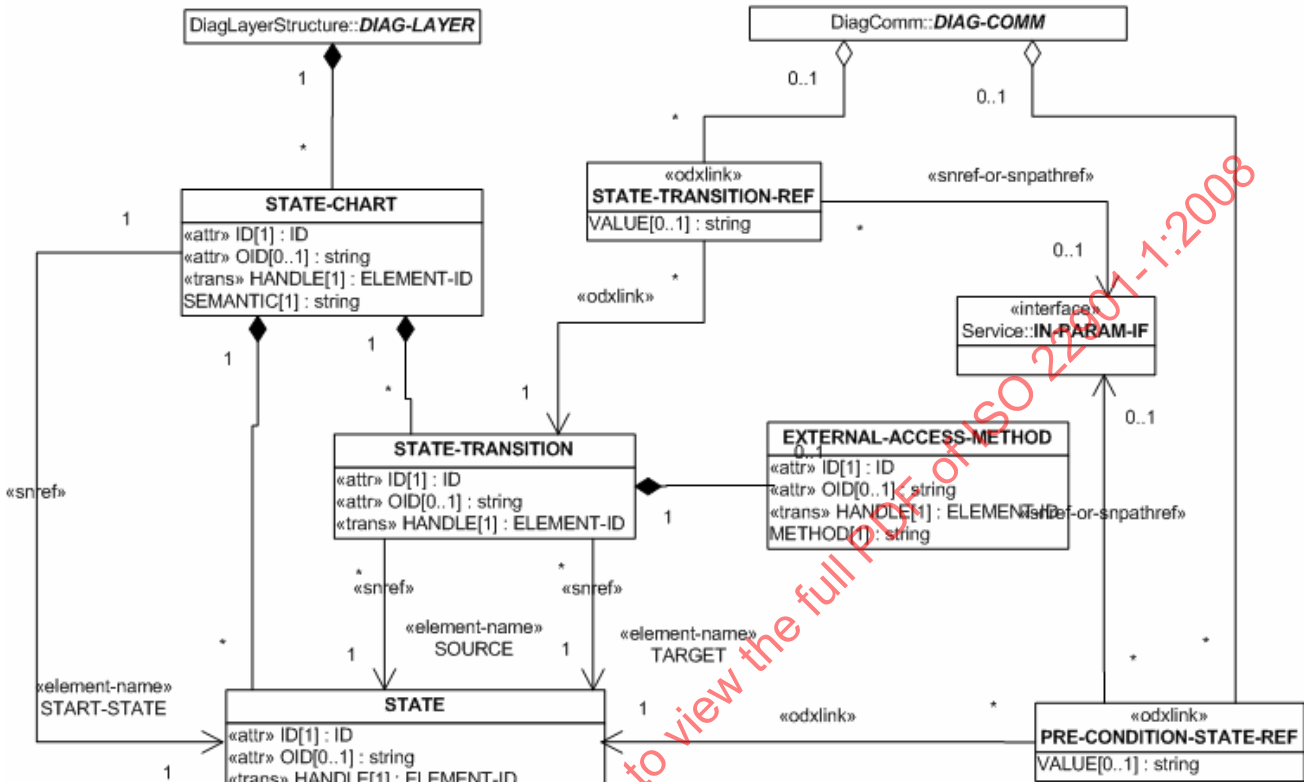 DiagLayerStructure::DIAG-LAYER
DiagComm::DIAG-COMM
1
0..1
0..1
*
*
«odxlink»
STATE-TRANSITION-REF
VALUE[0..1] : string
«snref-or-snpathref»
*
0..1
1
STATE-CHART
«attr» ID[1] : ID
«attr» OID[0..1] : string
«trans» HANDLE[1] : ELEMENT-ID
SEMANTIC[1] : string
*
«odxlink»
1
«interface»
Service::IN-PARAM-IF
1
1
*
0..1
STATE-TRANSITION
«attr» ID[1] : ID
«attr» OID[0..1] : string
«trans» HANDLE[1] : ELEMENT-ID
1
EXTERNAL-ACCESS-METHOD
0..1
«attr» ID[1] : ID
«attr» OID[0..1] : string
«trans» HANDLE[1] : ELEMENT-ID
METHOD[1] : string
«snref-or-snpathref»
«snref»
*
«snref»
*
«snref»
«element-name»
SOURCE
1
«element-name»
TARGET
1
*
*
*
«element-name»
START-STATE
1
STATE
«attr» ID[1] : ID
«attr» OID[0..1] : string
«trans» HANDLE[1] : ELEMENT-ID
1
«odxlink»
*
«odxlink»
PRE-CONDITION-STATE-REF
VALUE[0..1] : string
to view the full PDF of ISO 22901-1:2008